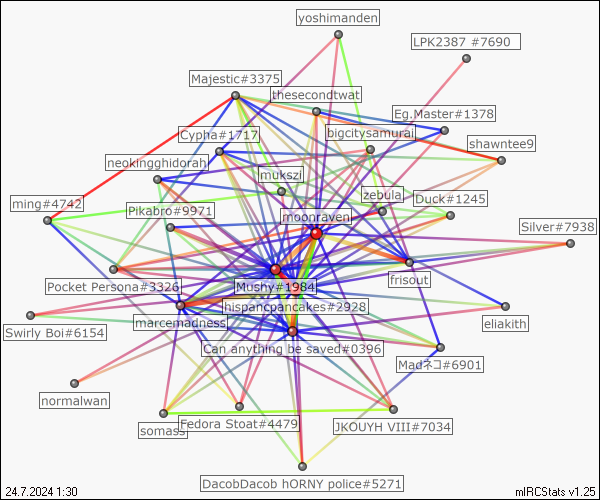 yoshimanden
LPK2387 #7690
Majestic#3375
thesecondtwat
Eg.Master#1378
Cypha#1717
bigcitysamurai
shawntee9
neokingghidorah
mukszi
zebula
Duck#1245
ming#4742
Pikabro#9971
moonraven
Silver#7938
Pocket Persona#3326
Mushy#1984
frisout
hispancpancakes#2928
Swirly Boi#6154
marcemadness
eliakith
Can anything be saved#0396
Madネコ#6901
normalwan
somass
Fedora Stoat#4479
JKOUYH VIII#7034
DacobDacob hORNY police#5271
24.7.2024 1:30
mIRCStats v1.25